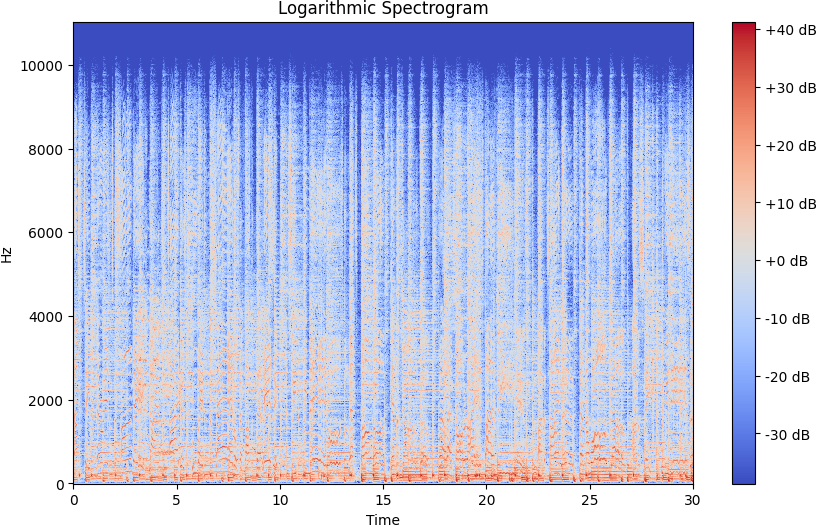 Logarithmic Spectrogram
Hz
10000
8000
6000
4000
2000
0
0 5 10 15 20 25 30
Time
+40 dB
+30 dB
+20 dB
+10 dB
+0 dB
-10 dB
-20 dB
-30 dB